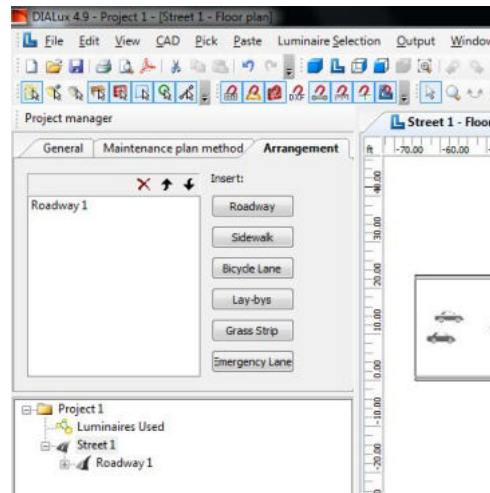 DIALux 4.9 - Project 1 - [Street 1 - Floor plan]
File Edit View CAD Pick Paste Luminaire Selection Output Window
Project manager
Street 1 - Floo
General Maintenance plan method Arrangement
ft -70.00 -60.00
Insert:
Roadway 1
Roadway
Sidewalk
Bicycle Lane
Lay-bys
Grass Strip
Emergency Lane
40.00
30.00
20.00
10.00
0.00
-10.00
-20.00
Project 1
Luminaires Used
Street 1
Roadway 1